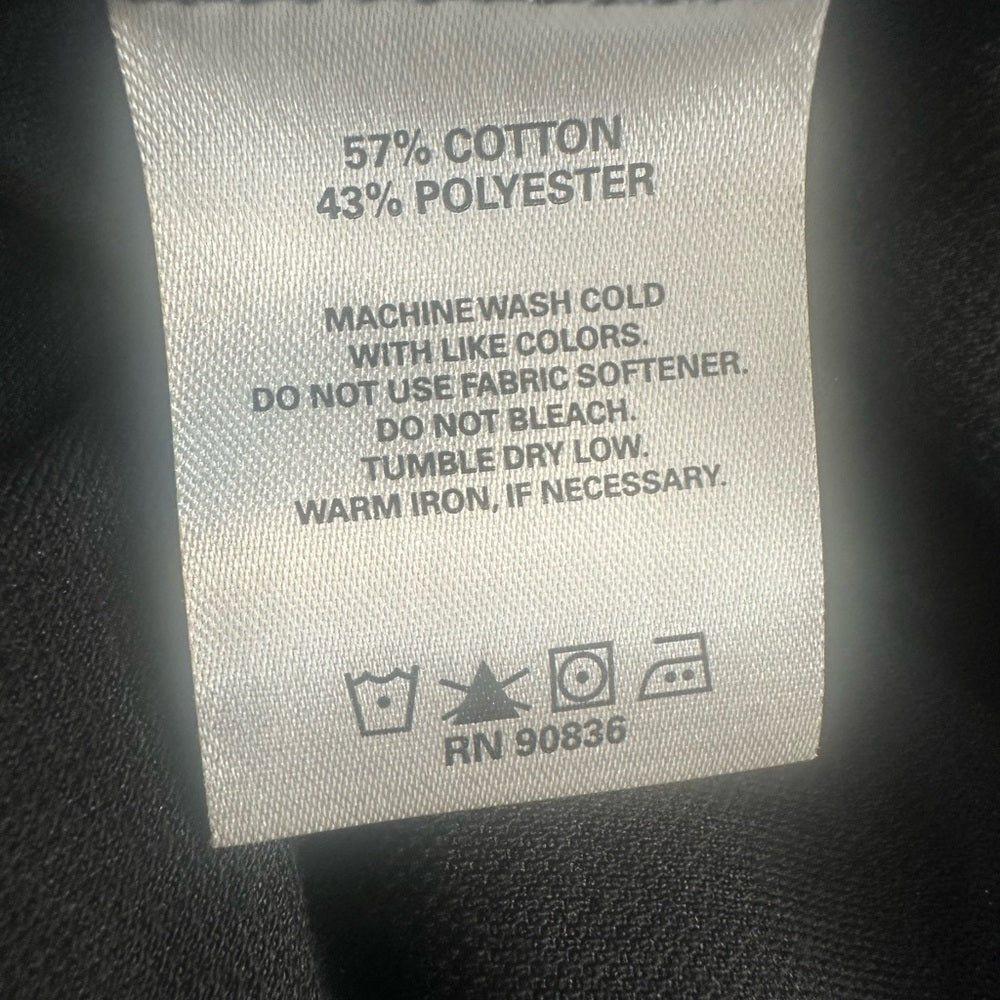 57% COTTON
43% POLYESTER
MACHINE WASH COLD
WITH LIKE COLORS.
DO NOT USE FABRIC SOFTENER.
DO NOT BLEACH.
TUMBLE DRY LOW.
WARM IRON, IF NECESSARY.
RN 90836